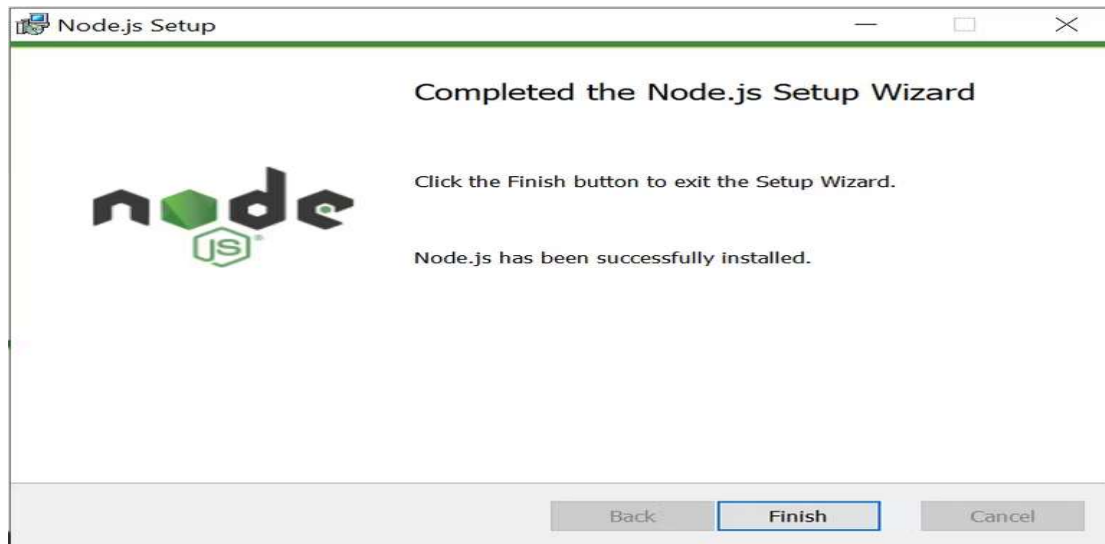 Node.js Setup
Completed the Node.js Setup Wizard
Click the Finish button to exit the Setup Wizard.
node
JS®
Node.js has been successfully installed.
Back Finish Cancel